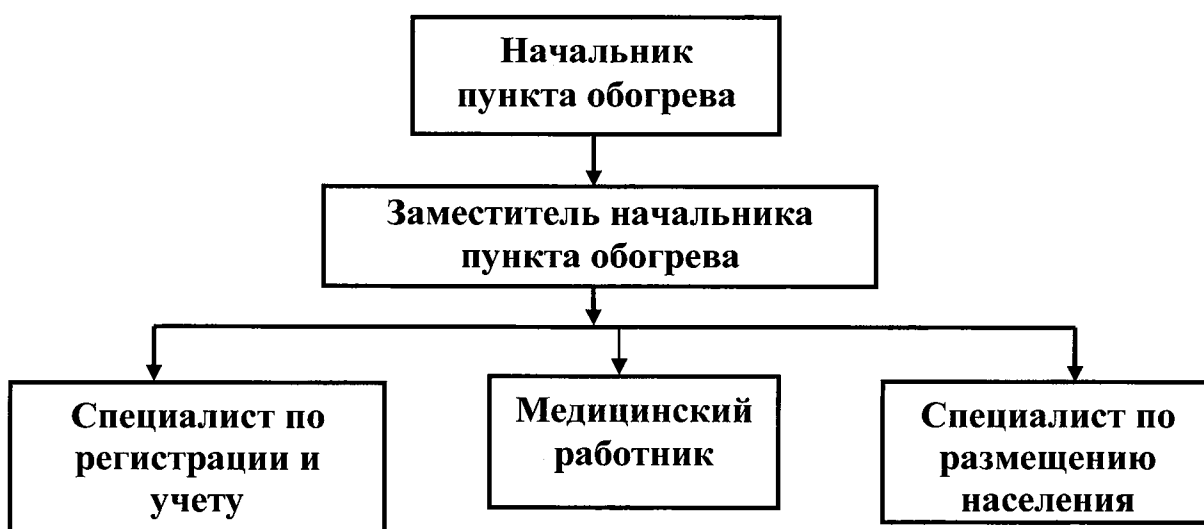 Начальник
пункта обогрева
Заместитель начальника
пункта обогрева
Специалист по
регистрации и
учету
Медицинский
работник
Специалист по
размещению
населения